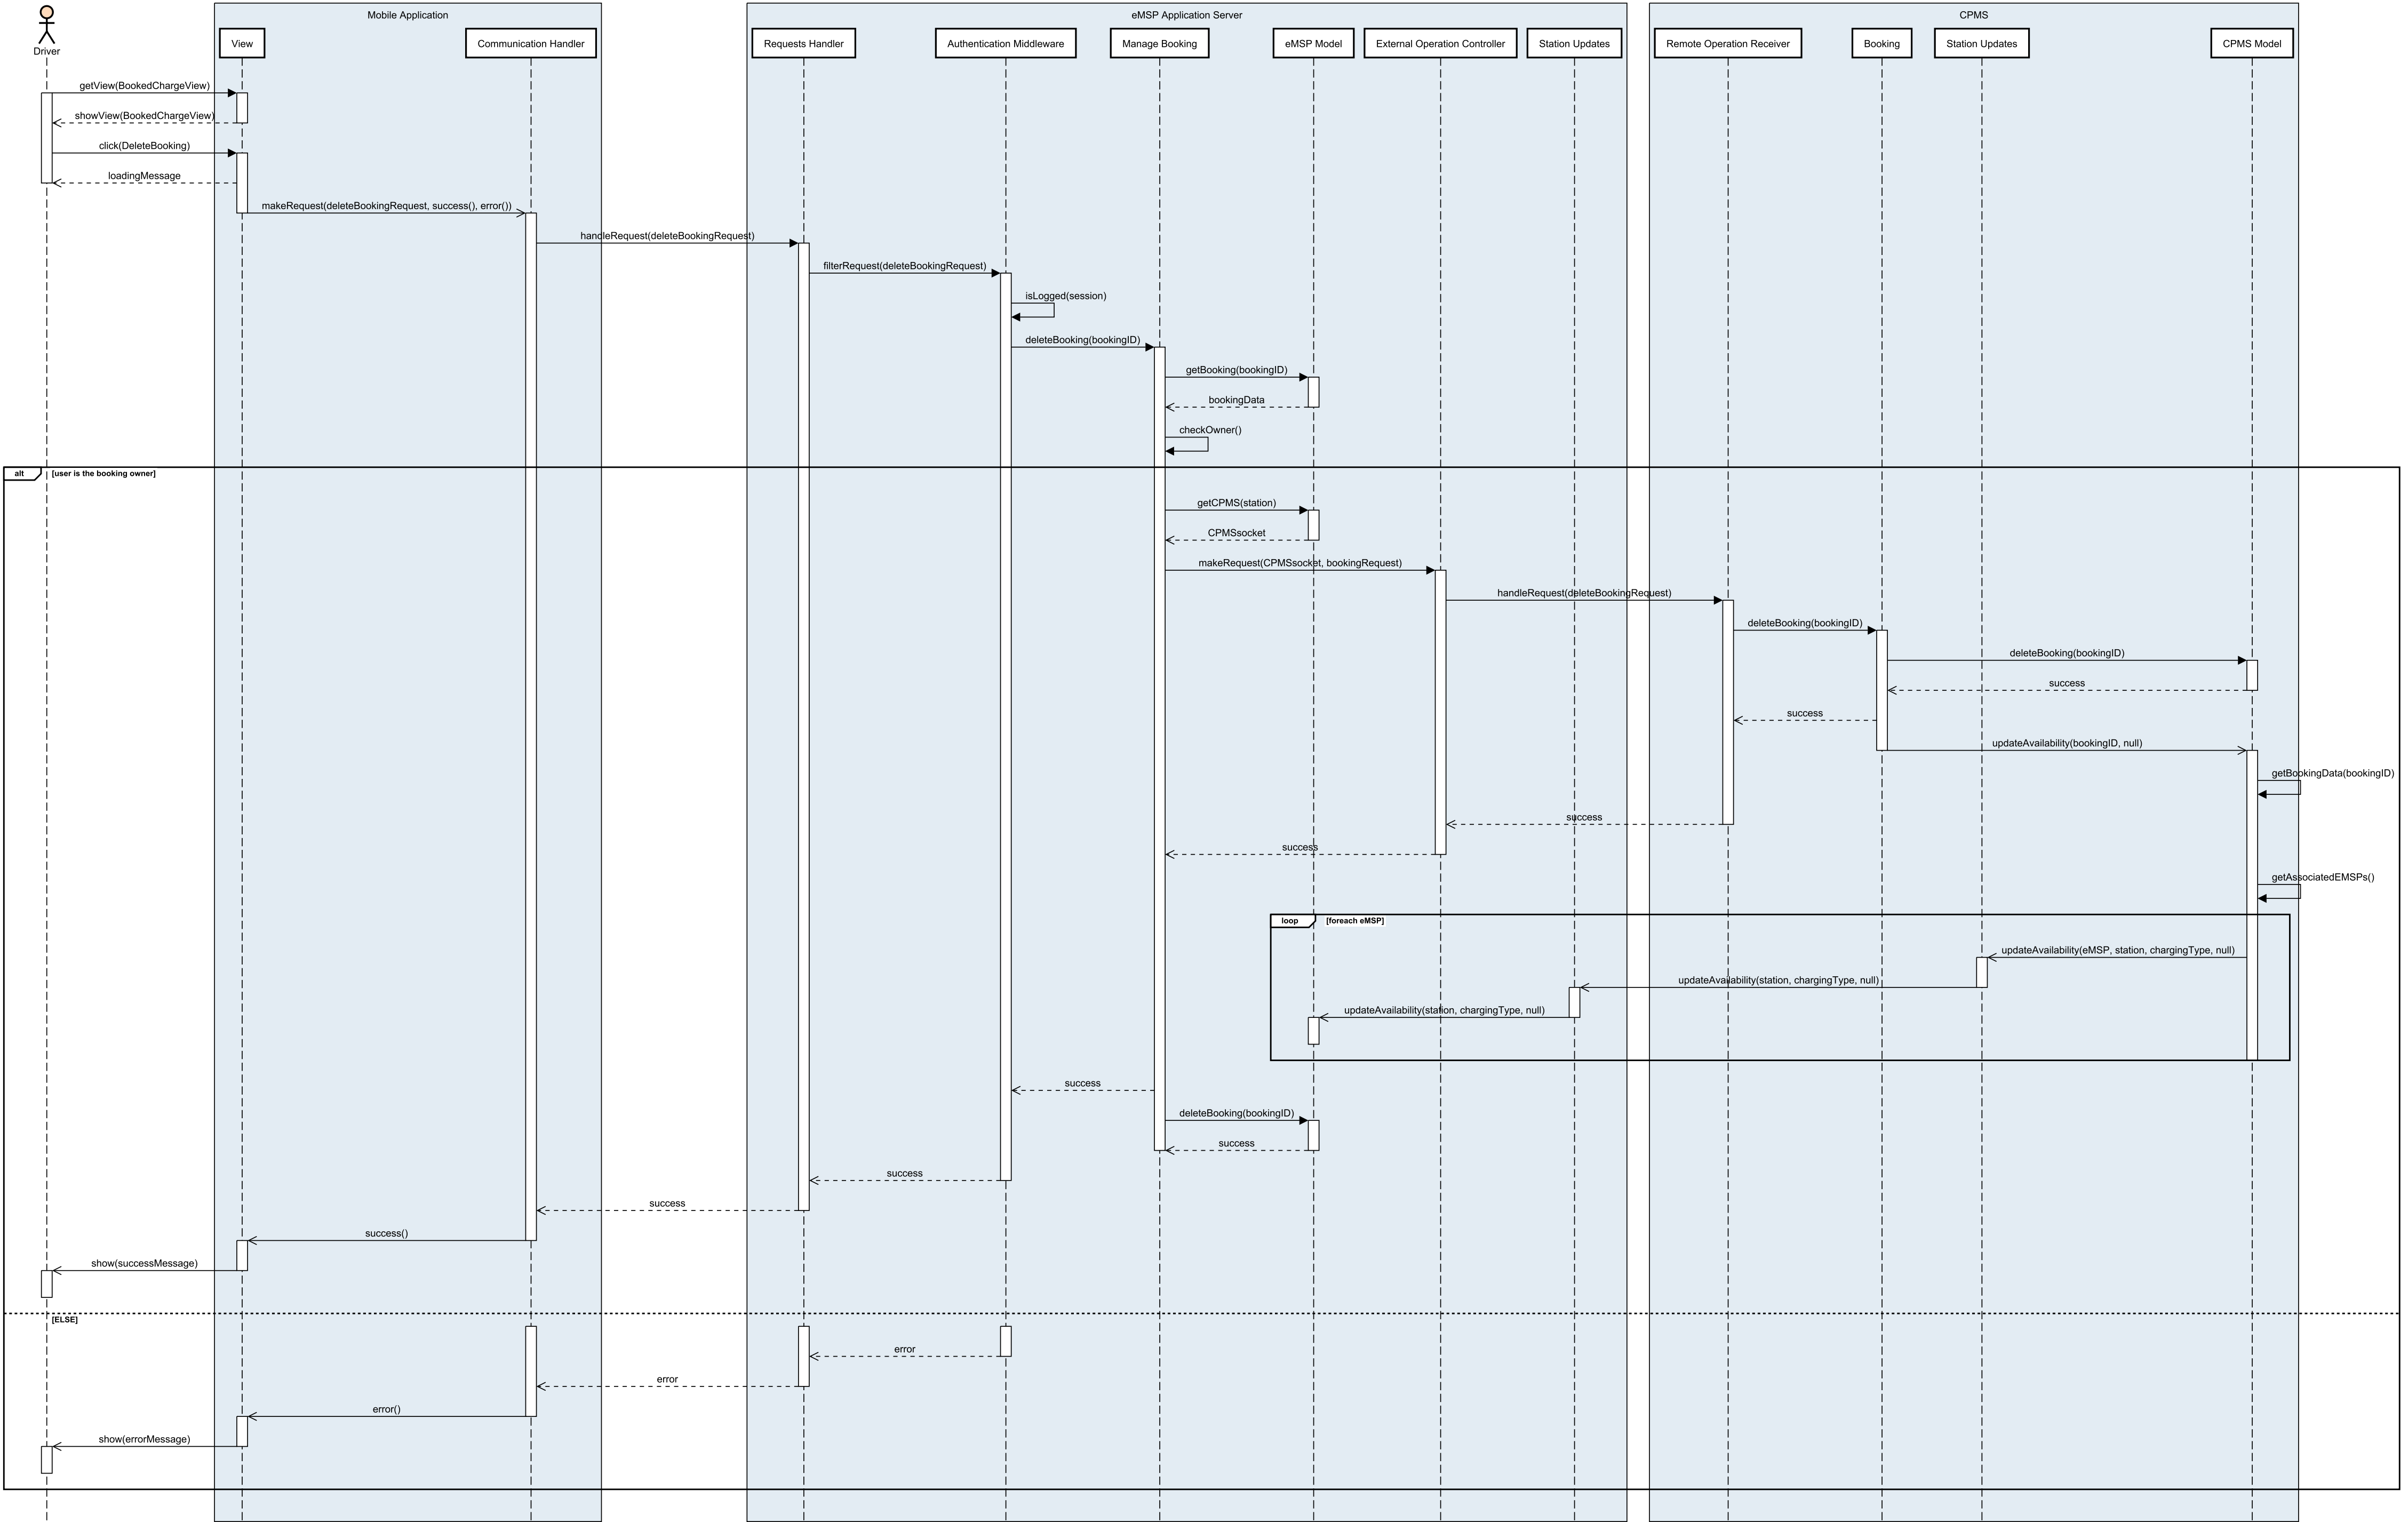 Mobile Application
eMSP Application Server
CPMS
Driver
View
Communication Handler
Requests Handler
Authentication Middleware
Manage Booking
eMSP Model
External Operation Controller
Station Updates
Remote Operation Receiver
Booking
Station Updates
CPMS Model
getView(BookedChargeView)
showView(BookedChargeView)
click(DeleteBooking)
loadingMessage
makeRequest(deleteBookingRequest, success(), error())
handleRequest(deleteBookingRequest)
filterRequest(deleteBookingRequest)
isLogged(session)
deleteBooking(bookingID)
getBooking(bookingID)
bookingData
checkOwner()
alt
[user is the booking owner]
getCPMS(station)
CPMSsocket
makeRequest(CPMSsocket, bookingRequest)
handleRequest(deleteBookingRequest)
deleteBooking(bookingID)
deleteBooking(bookingID)
success
success
updateAvailability(bookingID, null)
getBookingData(bookingID)
success
success
getAssociatedEMSPs()
loop
[foreach eMSP]
updateAvailability(eMSP, station, chargingType, null)
updateAvailability(station, chargingType, null)
updateAvailability(station, chargingType, null)
success
deleteBooking(bookingID)
success
success
success
success()
show(successMessage)
[ELSE]
error
error
error()
show(errorMessage)